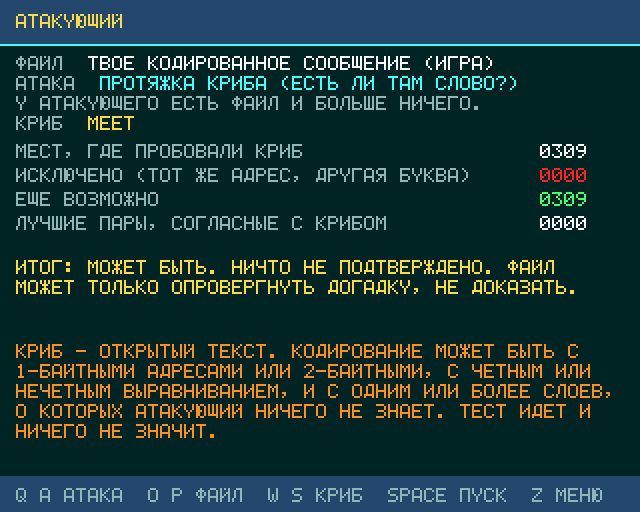 АТАКУЮЩИЙ
ФАЙЛ ТВОЕ КОДИРОВАННОЕ СООБЩЕНИЕ (ИГРА)
АТАКА ПРОТЯЖКА КРИБА (ЕСТЬ ЛИ ТАМ СЛОВО?)
У АТАКУЮЩЕГО ЕСТЬ ФАЙЛ И БОЛЬШЕ НИЧЕГО.
КРИБ MEET
МЕСТ, ГДЕ ПРОБОВАЛИ КРИБ 0309
ИСКЛЮЧЕНО (ТОТ ЖЕ АДРЕС, ДРУГАЯ БУКВА) 0000
ЕЩЕ ВОЗМОЖНО 0309
ЛУЧШИЕ ПАРЫ, СОГЛАСНЫЕ С КРИБОМ 0000
ИТОГ: МОЖЕТ БЫТЬ. НИЧТО НЕ ПОДТВЕРЖДЕНО. ФАЙЛ
МОЖЕТ ТОЛЬКО ОПРОВЕРГНУТЬ ДОГАДКУ, НЕ ДОКАЗАТЬ.
КРИБ - ОТКРЫТЫЙ ТЕКСТ. КОДИРОВАНИЕ МОЖЕТ БЫТЬ С
1-БАЙТНЫМИ АДРЕСАМИ ИЛИ 2-БАЙТНЫМИ, С ЧЕТНЫМ ИЛИ
НЕЧЕТНЫМ ВЫРАВНИВАНИЕМ, И С ОДНИМ ИЛИ БОЛЕЕ СЛОЕВ,
О КОТОРЫХ АТАКУЮЩИЙ НИЧЕГО НЕ ЗНАЕТ. ТЕСТ ИДЕТ И
НИЧЕГО НЕ ЗНАЧИТ.
Q A АТАКА O P ФАЙЛ W S КРИБ SPACE ПУСК Z МЕНЮ